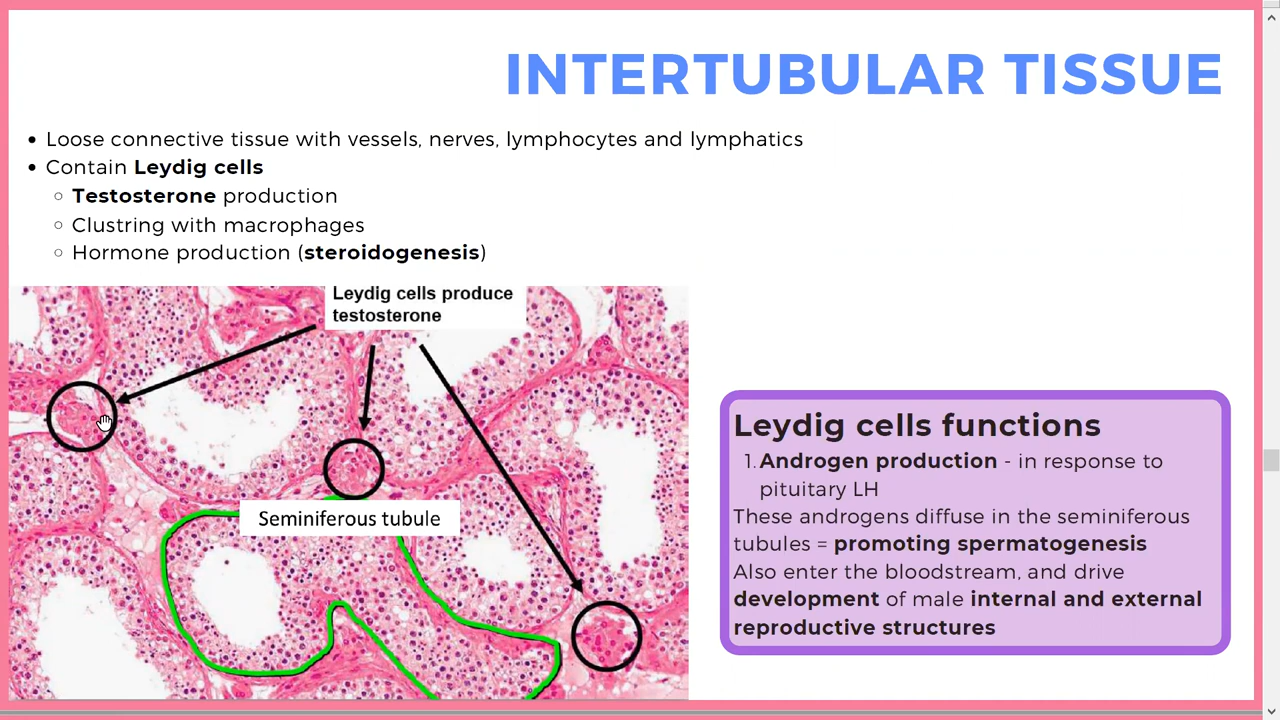 INTERTUBULAR TISSUE
• Loose connective tissue with vessels, nerves, lymphocytes and lymphatics
• Contain Leydig cells
○ Testosterone production
○ Clustring with macrophages
○ Hormone production (steroidogenesis)
Leydig cells produce
testosterone
Seminiferous tubule
Leydig cells functions
1. Androgen production - in response to
pituitary LH
These androgens diffuse in the seminiferous
tubules = promoting spermatogenesis
Also enter the bloodstream, and drive
development of male internal and external
reproductive structures